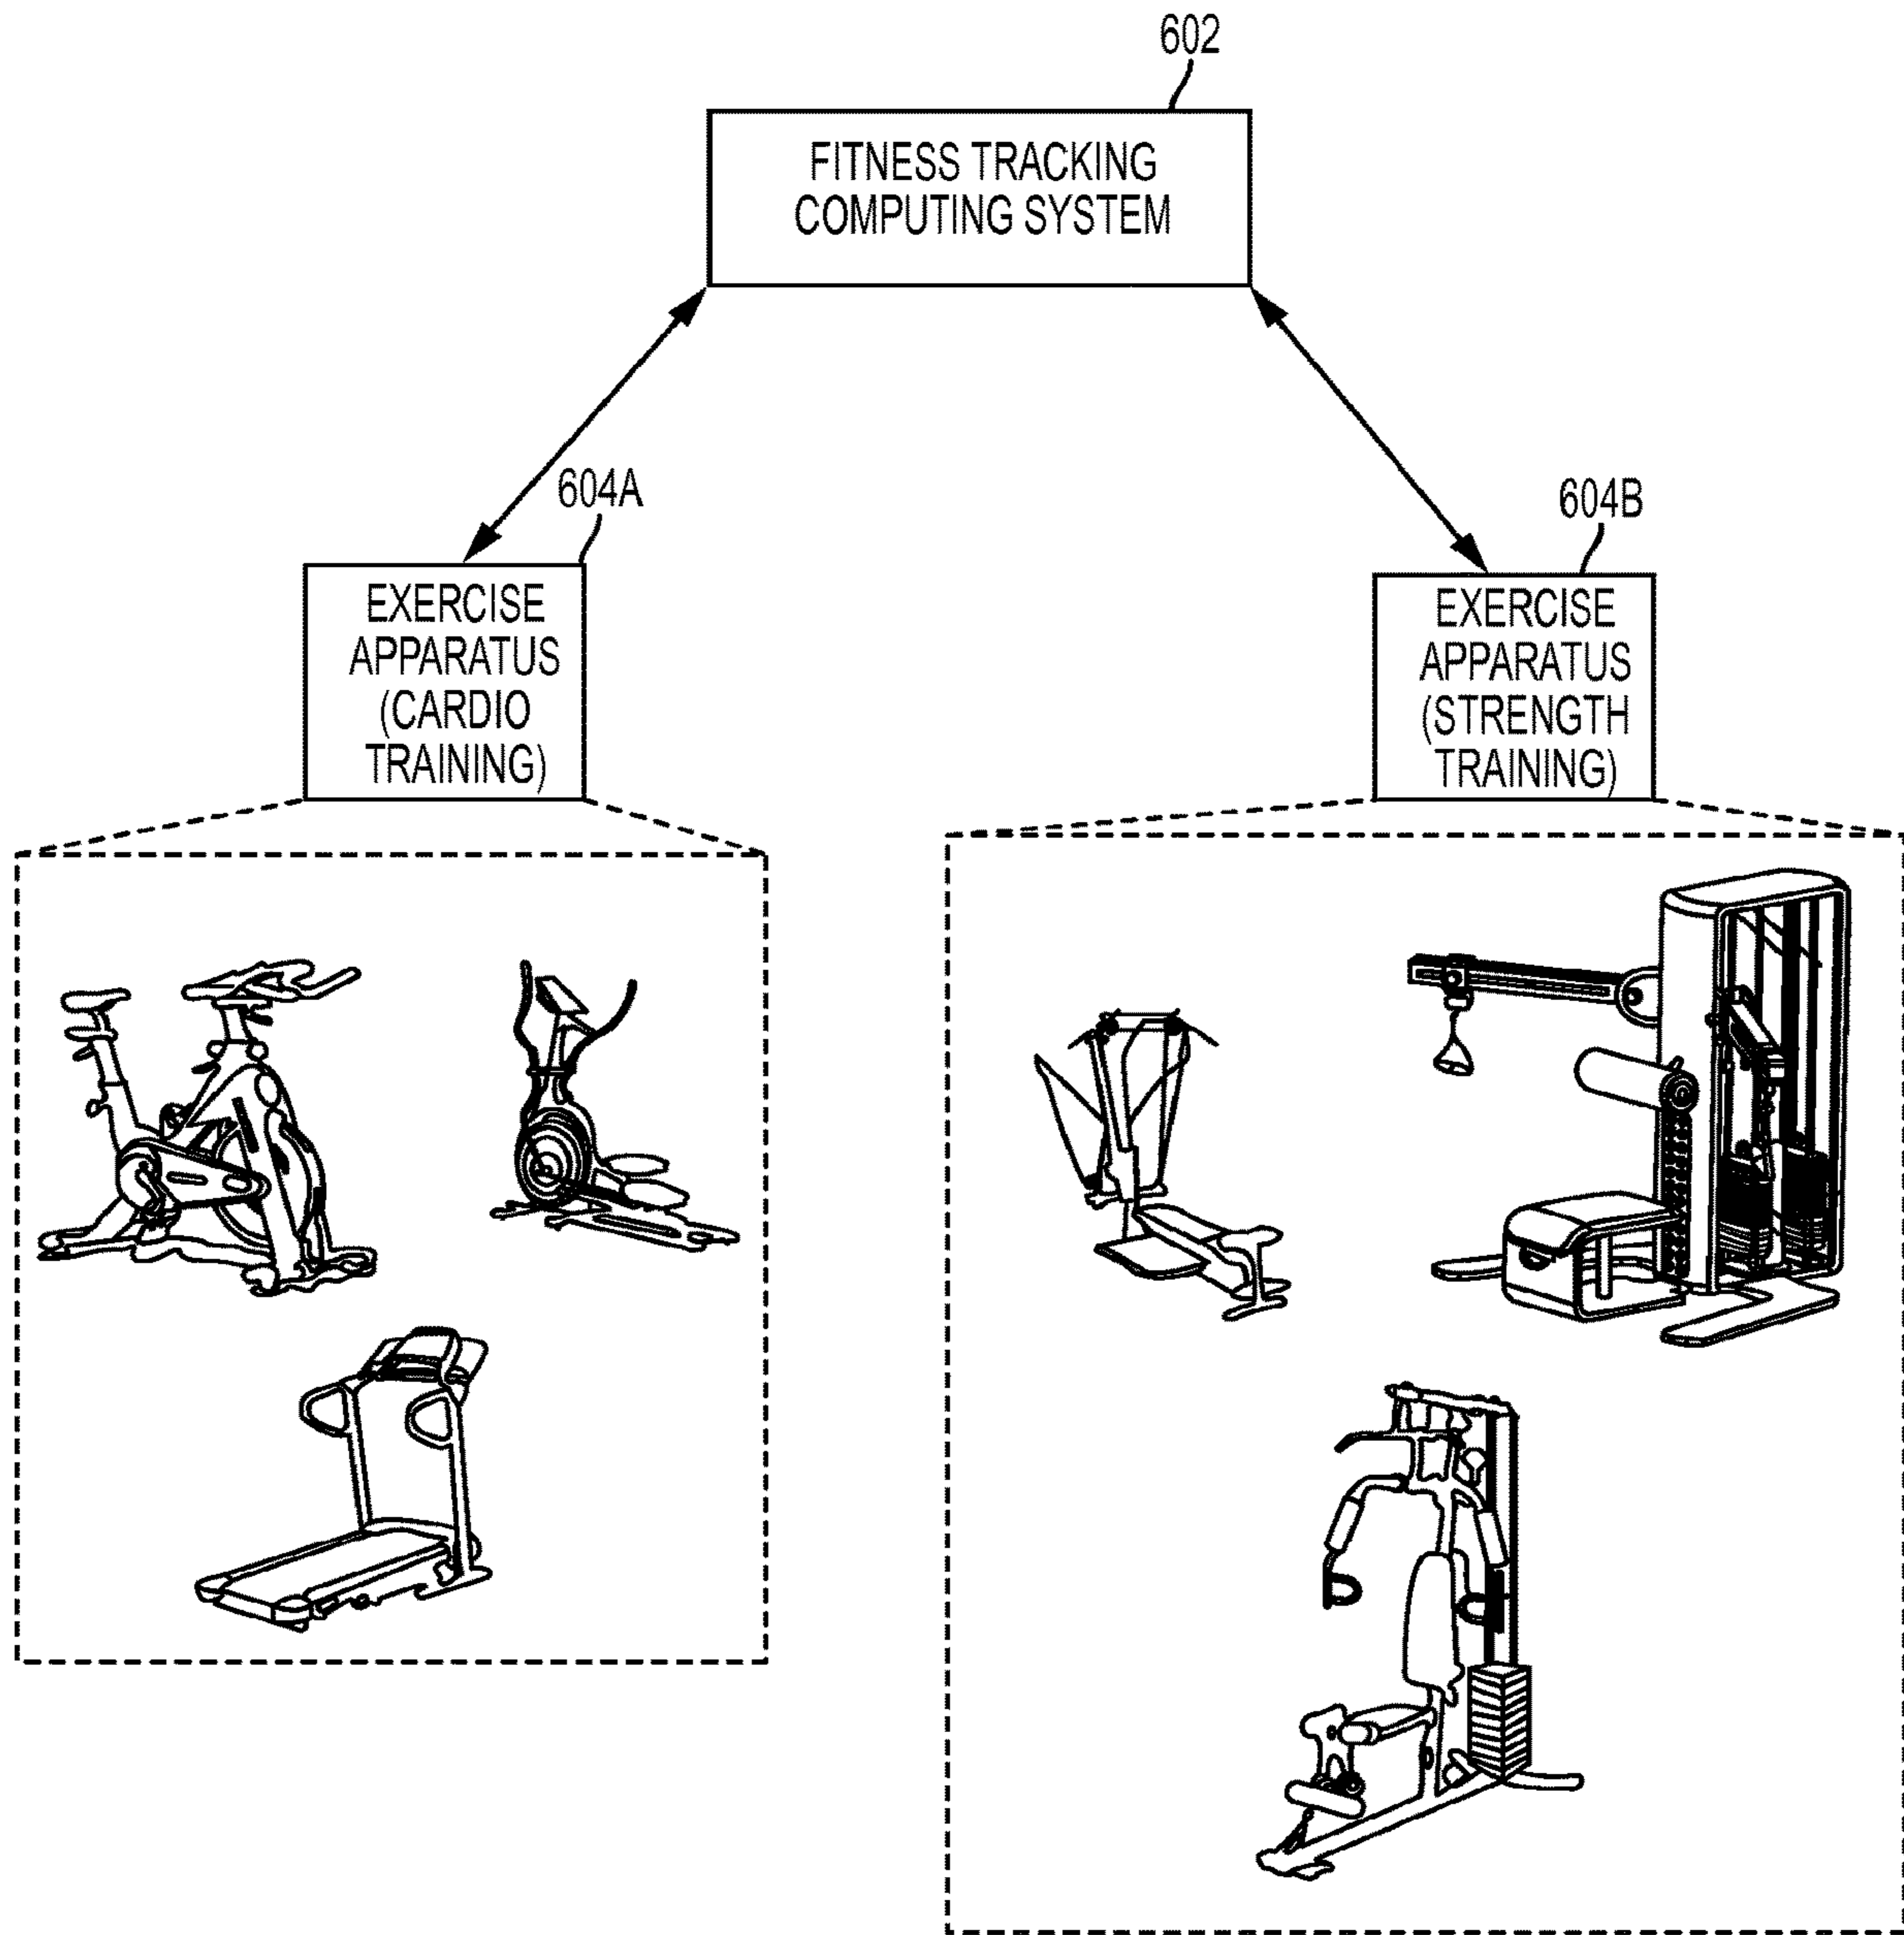 602
FITNESS TRACKING
COMPUTING SYSTEM
604A
EXERCISE
APPARATUS
(CARDIO
TRAINING)
604B
EXERCISE
APPARATUS
(STRENGTH
TRAINING)